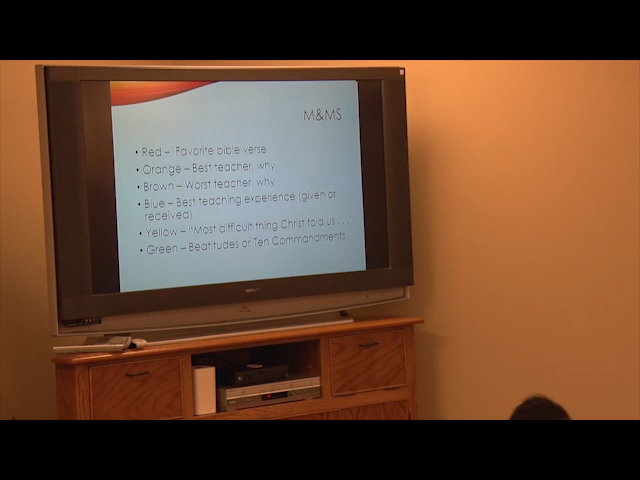 M&MS
• Red – Favorite bible verse
• Orange – Best teacher, why
• Brown – Worst teacher, why
• Blue – Best teaching experience (given or
received)
• Yellow – “Most difficult thing Christ told us . . .”
• Green – Beatitudes or Ten Commandments
SONY